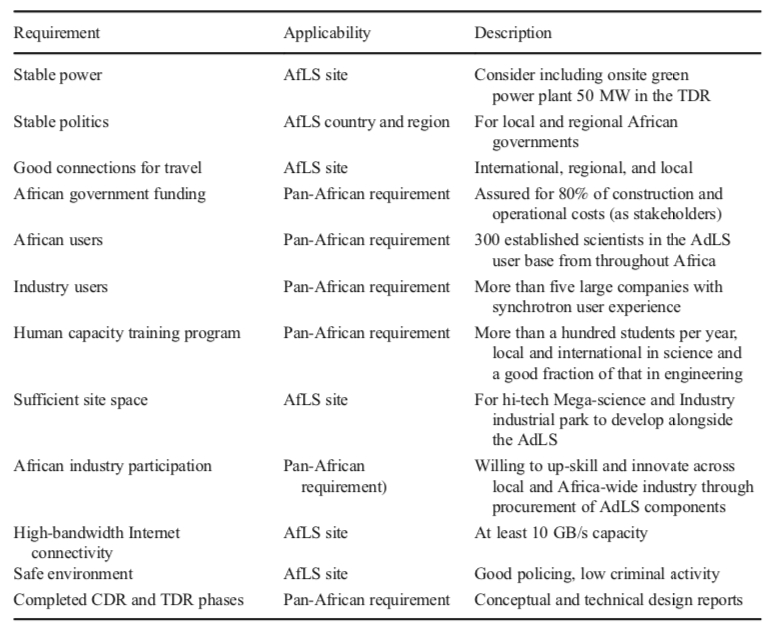 Requirement Applicability Description
Stable power AfLS site Consider including onsite green
power plant 50 MW in the TDR
Stable politics AfLS country and region For local and regional African
governments
Good connections for travel AfLS site International, regional, and local
African government funding Pan-African requirement Assured for 80% of construction and
operational costs (as stakeholders)
African users Pan-African requirement 300 established scientists in the AdLS
user base from throughout Africa
Industry users Pan-African requirement More than five large companies with
synchrotron user experience
Human capacity training program Pan-African requirement More than a hundred students per year,
local and international in science and
a good fraction of that in engineering
Sufficient site space AfLS site For hi-tech Mega-science and Industry
industrial park to develop alongside
the AdLS
African industry participation Pan-African Willing to up-skill and innovate across
requirement) local and Africa-wide industry through
procurement of AdLS components
High-bandwidth Internet AfLS site At least 10 GB/s capacity
connectivity
Safe environment AfLS site Good policing, low criminal activity
Completed CDR and TDR phases Pan-African requirement Conceptual and technical design reports